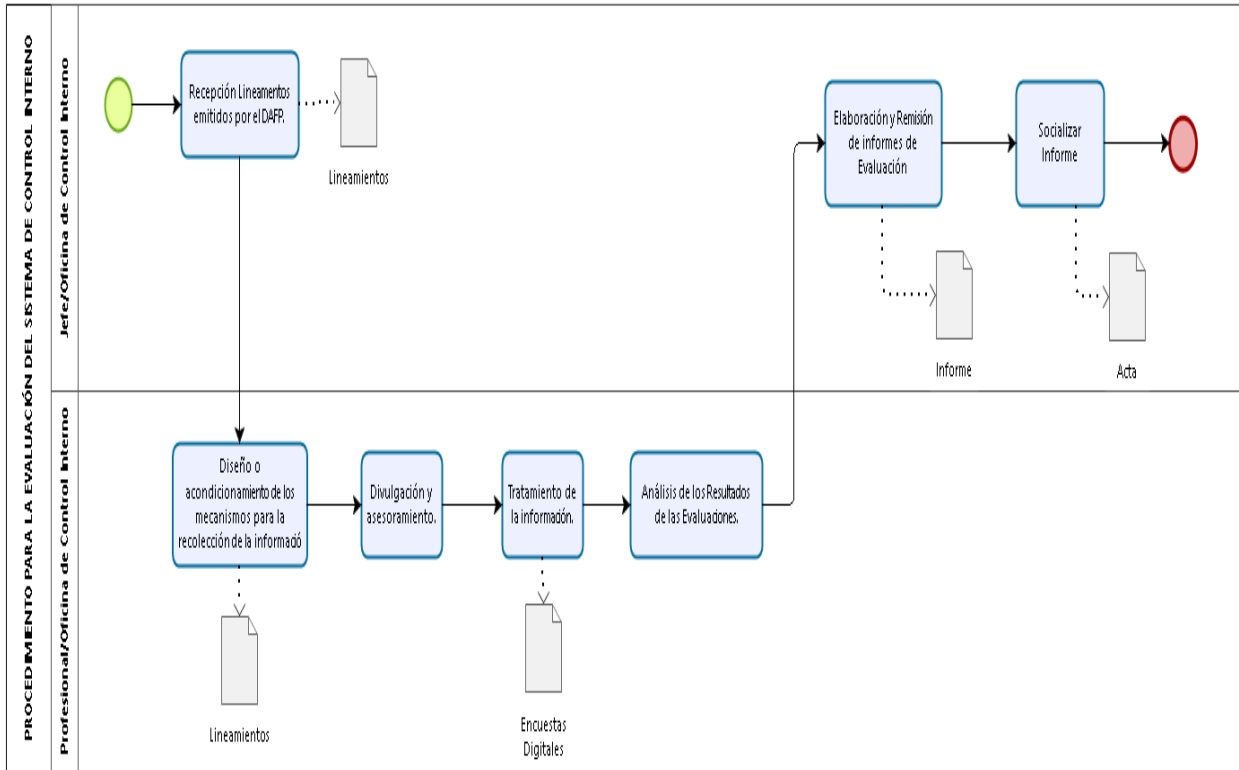 PROCEDIMIENTO PARA LA EVALUACIÓN DEL SISTEMA DE CONTROL INTERNO
Jefe/Oficina de Control Interno
Recepción Lineamentos
emitidos por el DAFP.
Lineamientos
Elaboración y Remisión
de informes de
Evaluación
Informe
Socializar
Informe
Acta
Profesional/Oficina de Control Interno
Diseño o
acondicionamiento de los
mecanismos para la
recolección de la informació
Lineamientos
Divulgación y
asesoramiento.
Tratamiento de
la información.
Encuestas
Digitales
Análisis de los Resultados
de las Evaluaciones.